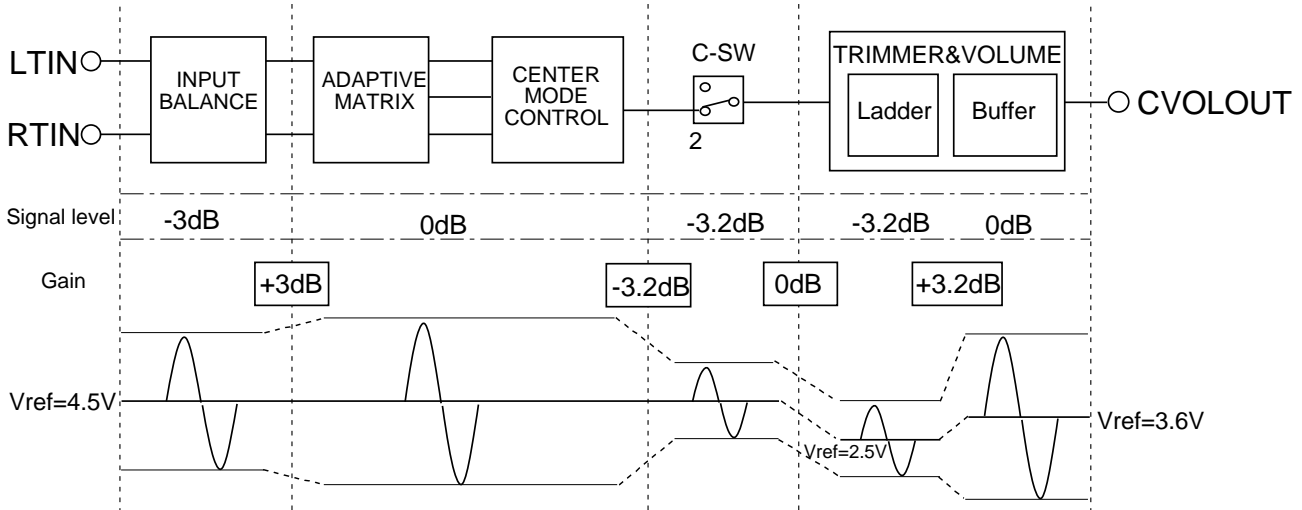 LTIN
RTIN
INPUT
BALANCE
ADAPTIVE
MATRIX
CENTER
MODE
CONTROL
C-SW
2
TRIMMER&VOLUME
Ladder
Buffer
CVOLOUT
Signal level
-3dB
0dB
-3.2dB
-3.2dB
0dB
Gain
+3dB
-3.2dB
0dB
+3.2dB
Vref=4.5V
Vref=2.5V
Vref=3.6V